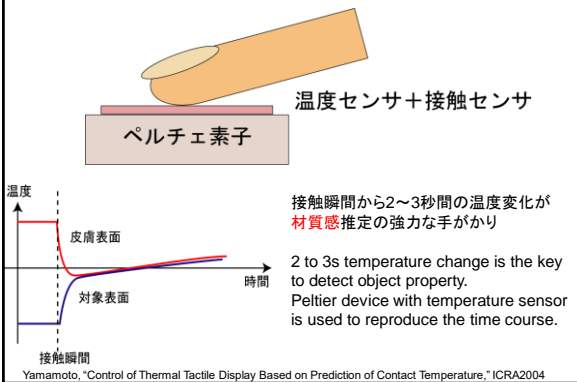 温度センサ＋接触センサ
ペルチェ素子
温度
皮膚表面
対象表面
時間
接触瞬間
接触瞬間から2～3秒間の温度変化が
材質感推定の強力な手がかり
2 to 3s temperature change is the key
to detect object property.
Peltier device with temperature sensor
is used to reproduce the time course.
Yamamoto, “Control of Thermal Tactile Display Based on Prediction of Contact Temperature,” ICRA2004